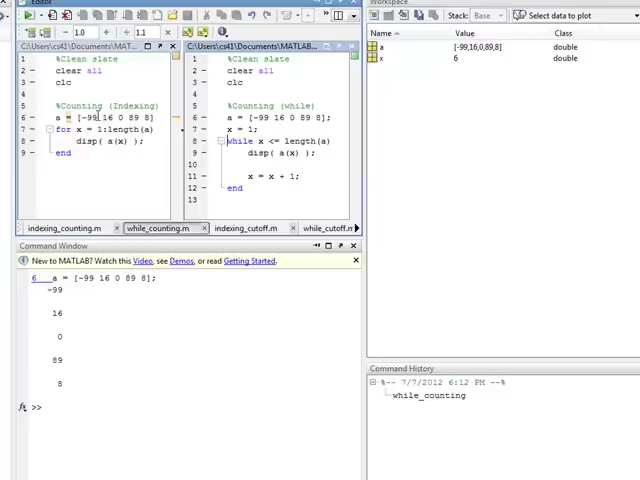 Editor
1.0
1.1
Stack: Base
Select data to plot
C:\Users\cs41\Documents\MAT...
C:\Users\cs41\Documents\MATLAB...
1 %Clean slate
2 clear all
3 clc
4
5 %Counting (Indexing)
6 a = [-99 16 0 89 8]
7 for x = 1:length(a)
8 disp( a(x) );
9 end
1 %Clean slate
2 clear all
3 clc
4
5 %Counting (while)
6 a = [-99 16 0 89 8];
7 x = 1;
8 while x <= length(a)
9 disp( a(x) );
10
11 x = x + 1;
12 end
13
indexing_counting.m
while_counting.m
indexing_cutoff.m
while_cutoff.m
Name Value Class
a [-99,16,0,89,8] double
x 6 double
Command Window
New to MATLAB? Watch this Video, see Demos, or read Getting Started.
6 a = [-99 16 0 89 8];
-99
16
0
89
8
fx >>
Command History
%-- 7/7/2012 6:12 PM --%
while_counting